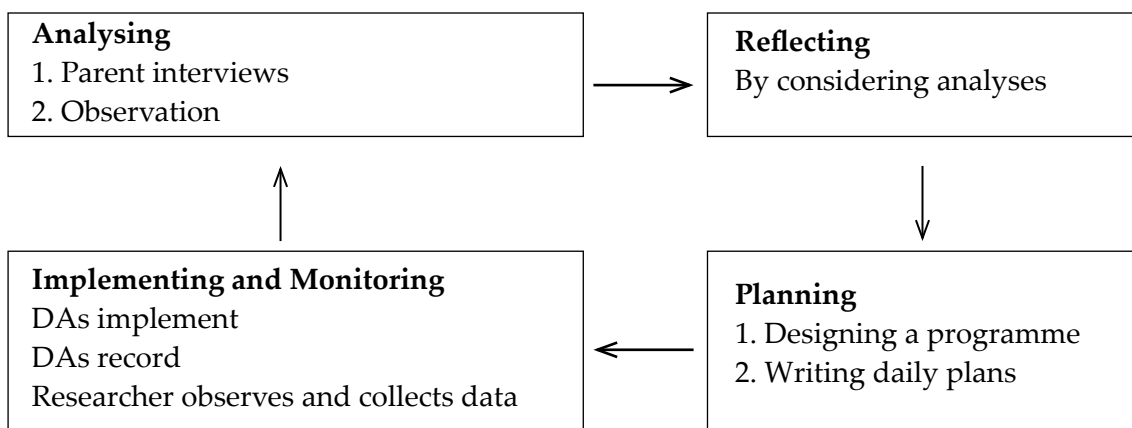 Analysing
1. Parent interviews
2. Observation
Reflecting
By considering analyses
Implementing and Monitoring
DAs implement
DAs record
Researcher observes and collects data
Planning
1. Designing a programme
2. Writing daily plans